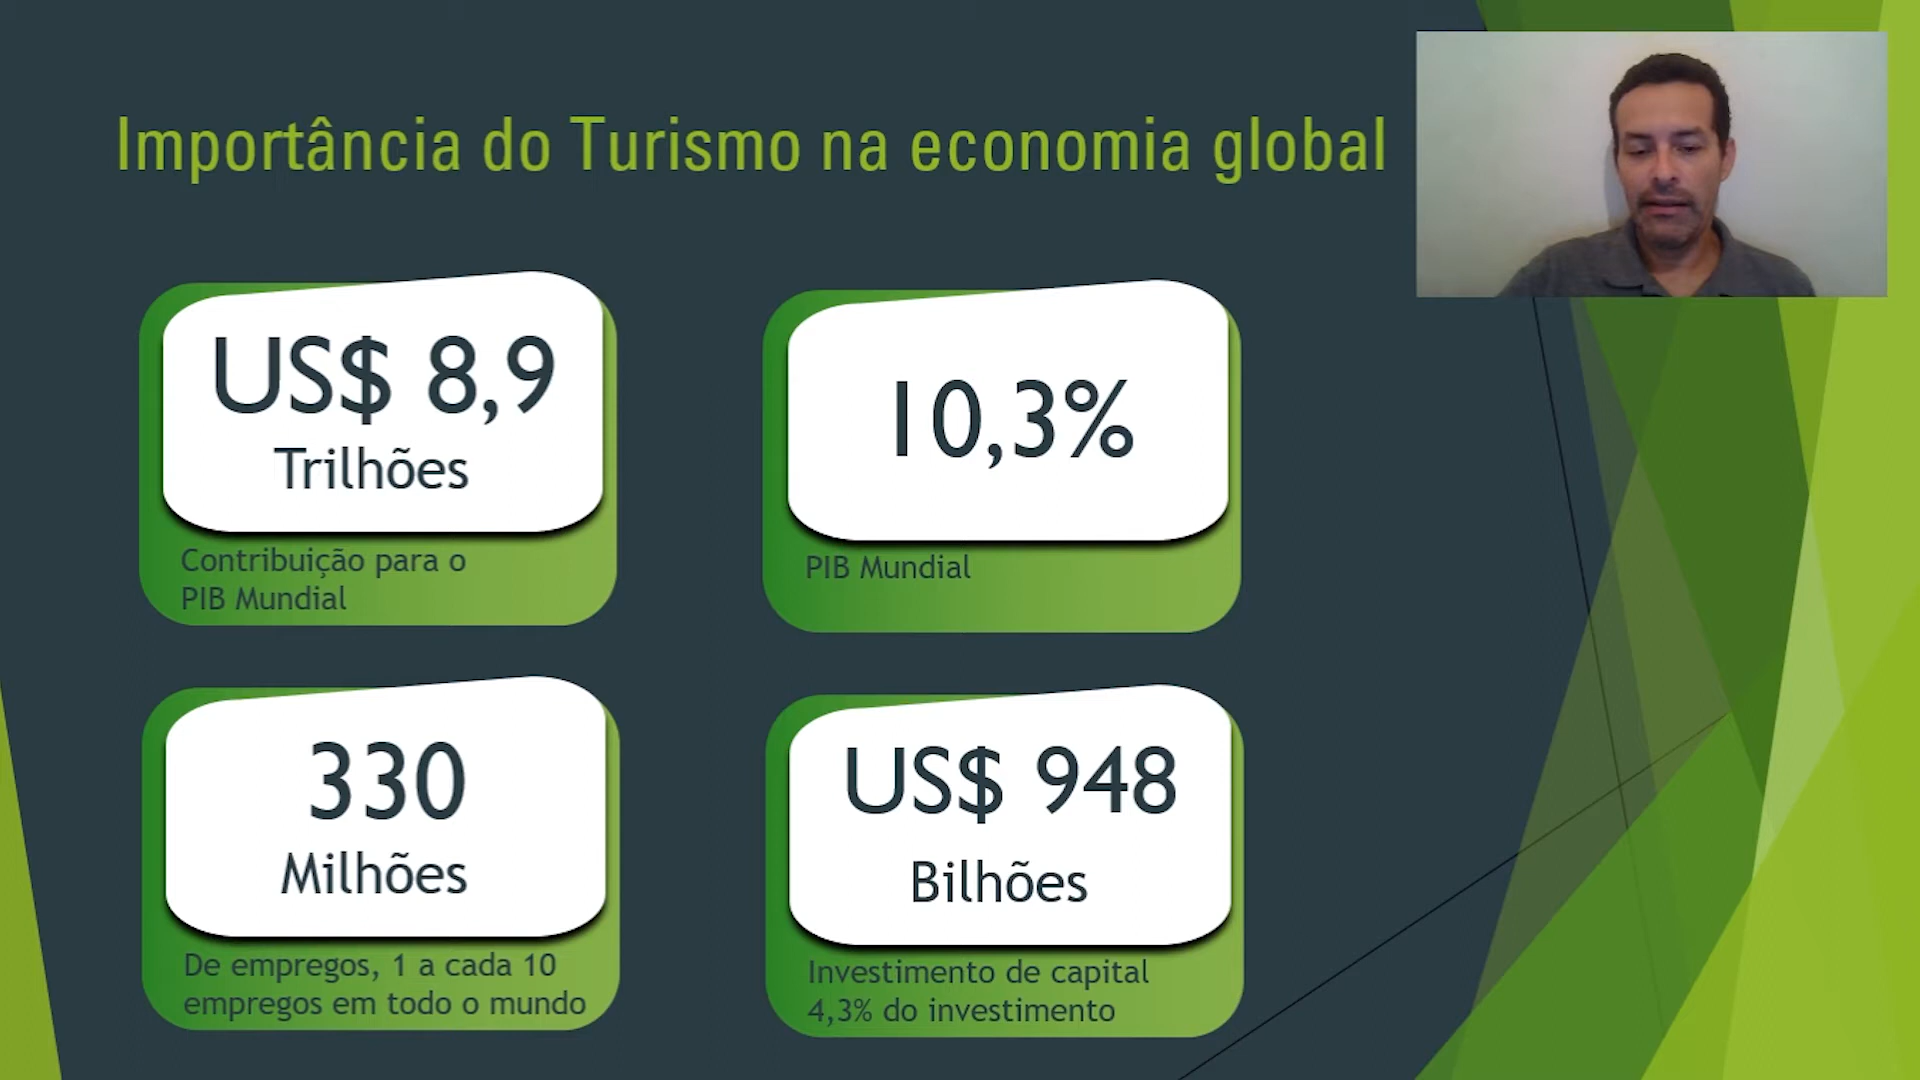 Importância do Turismo na economia global
US$ 8,9
Trilhões
Contribuição para o
PIB Mundial
10,3%
PIB Mundial
330
Milhões
De empregos, 1 a cada 10
empregos em todo o mundo
US$ 948
Bilhões
Investimento de capital
4,3% do investimento